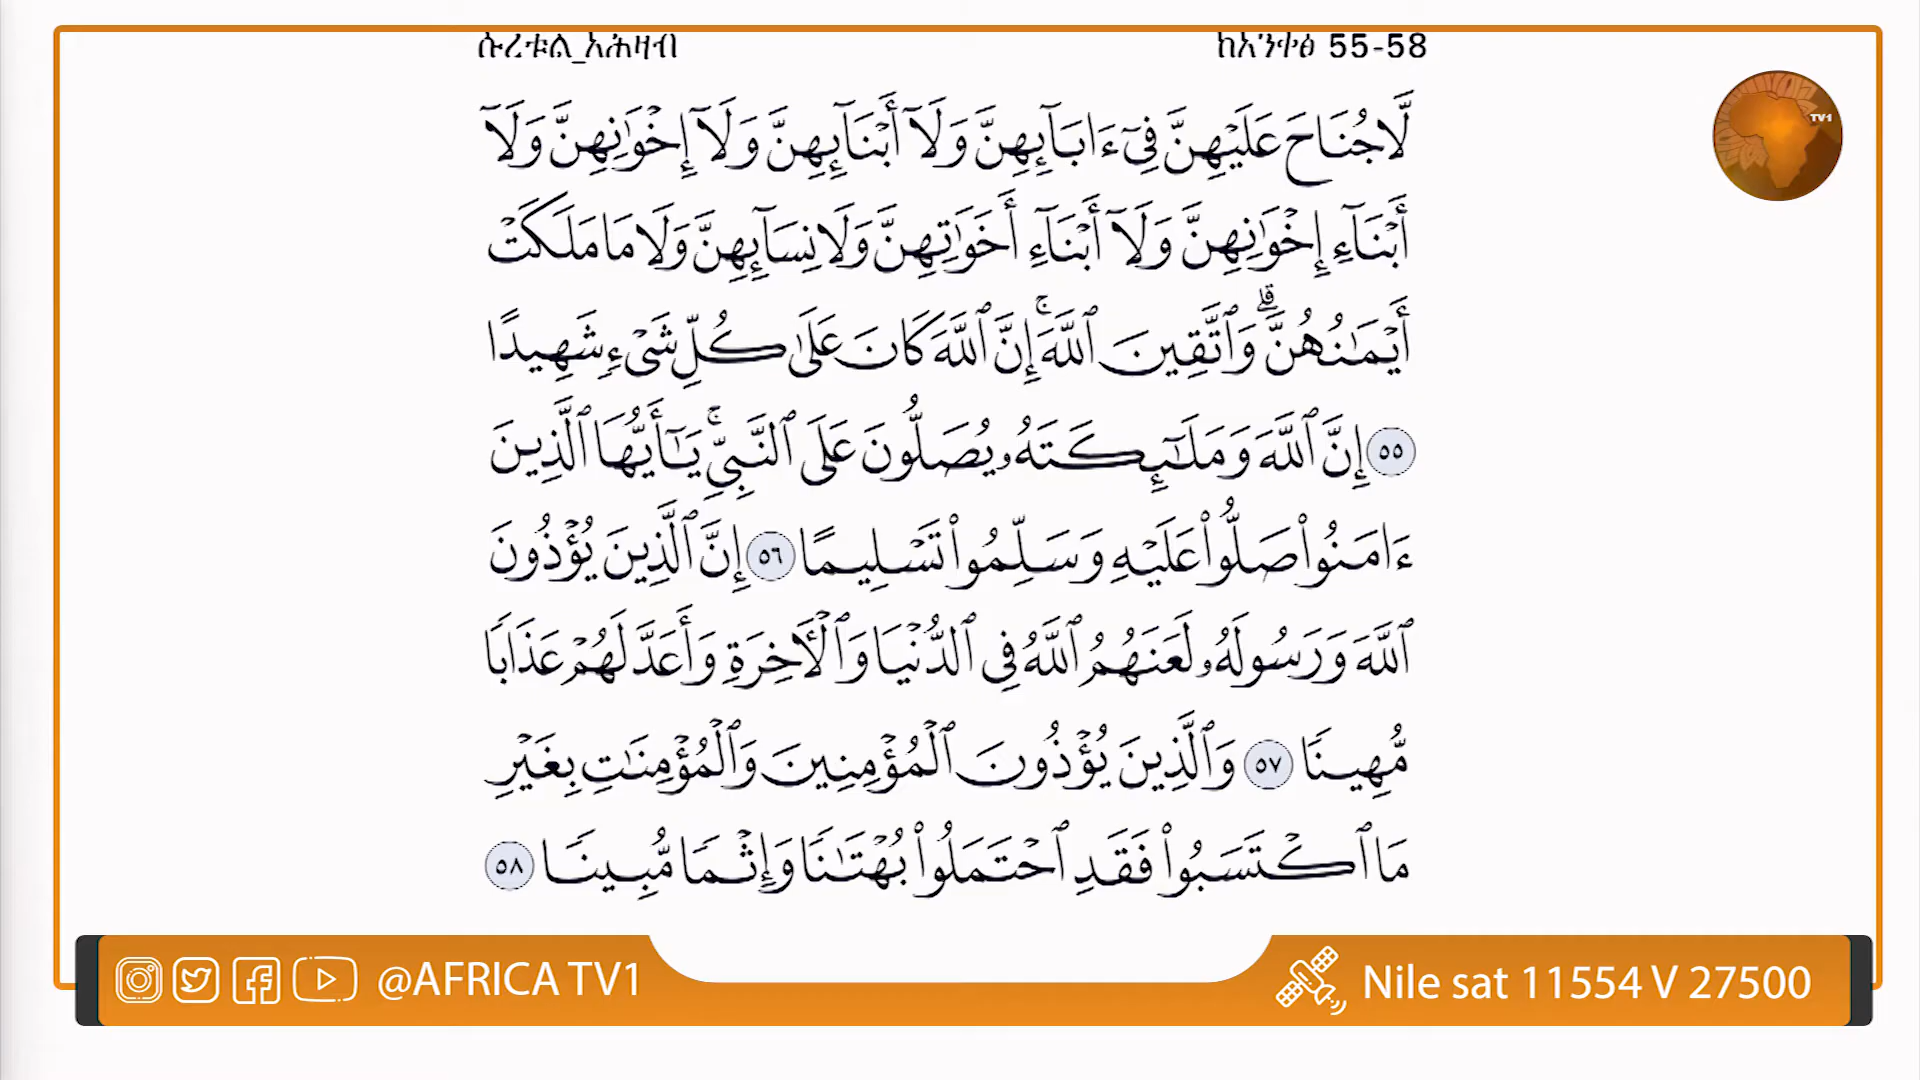 ሱረቱል_አሕዛብ ከአንቀፅ 55-58
TV1
لَّا جُنَاحَ عَلَيْهِنَّ فِىٓ ءَابَآئِهِنَّ وَلَآ أَبْنَآئِهِنَّ وَلَآ إِخْوَٰنِهِنَّ وَلَآ
أَبْنَآءِ إِخْوَٰنِهِنَّ وَلَآ أَبْنَآءِ أَخَوَٰتِهِنَّ وَلَا نِسَآئِهِنَّ وَلَا مَا مَلَكَتْ
أَيْمَٰنُهُنَّ ۗ وَٱتَّقِينَ ٱللَّهَ ۚ إِنَّ ٱللَّهَ كَانَ عَلَىٰ كُلِّ شَىْءٍ شَهِيدًا
٥٥ إِنَّ ٱللَّهَ وَمَلَٰٓئِكَتَهُۥ يُصَلُّونَ عَلَى ٱلنَّبِىِّ ۚ يَٰٓأَيُّهَا ٱلَّذِينَ
ءَامَنُوا۟ صَلُّوا۟ عَلَيْهِ وَسَلِّمُوا۟ تَسْلِيمًا ٥٦ إِنَّ ٱلَّذِينَ يُؤْذُونَ
ٱللَّهَ وَرَسُولَهُۥ لَعَنَهُمُ ٱللَّهُ فِى ٱلدُّنْيَا وَٱلْءَاخِرَةِ وَأَعَدَّ لَهُمْ عَذَابًا
مُّهِينًا ٥٧ وَٱلَّذِينَ يُؤْذُونَ ٱلْمُؤْمِنِينَ وَٱلْمُؤْمِنَٰتِ بِغَيْرِ
مَا ٱكْتَسَبُوا۟ فَقَدِ ٱحْتَمَلُوا۟ بُهْتَٰنًا وَإِثْمًا مُّبِينًا ٥٨
@AFRICA TV1 Nile sat 11554 V 27500